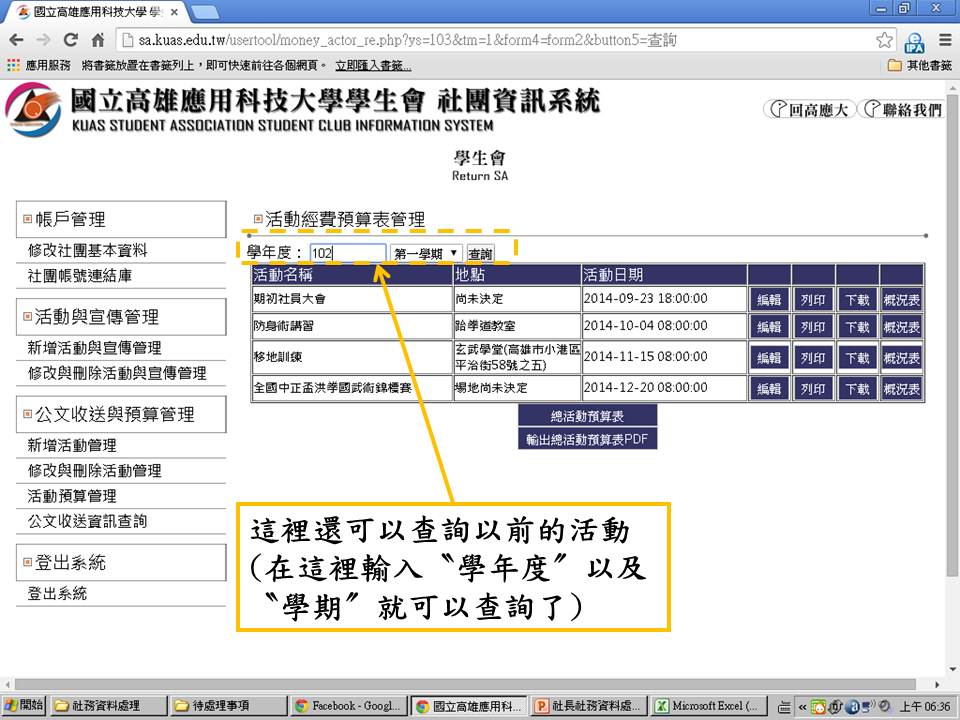 國立高雄應用科技大學 學
sa.kuas.edu.tw/usertool/money_actor_re.php?ys=103&tm=1&form4=form2&button5=查詢
應用服務 將書籤放置在書籤列上，即可快速前往各個網頁。 立即匯入書籤... 其他書籤
國立高雄應用科技大學學生會 社團資訊系統
KUAS STUDENT ASSOCIATION STUDENT CLUB INFORMATION SYSTEM
回高應大 聯絡我們
學生會
Return SA
帳戶管理
修改社團基本資料
社團帳號連結庫
活動與宣傳管理
新增活動與宣傳管理
修改與刪除活動與宣傳管理
公文收送與預算管理
新增活動管理
修改與刪除活動管理
活動預算管理
公文收送資訊查詢
登出系統
登出系統
活動經費預算表管理
學年度： 102 第一學期 查詢
活動名稱 地點 活動日期
期初社員大會 尚未決定 2014-09-23 18:00:00 編輯 列印 下載 概況表
防身術講習 跆拳道教室 2014-10-04 08:00:00 編輯 列印 下載 概況表
移地訓練 玄武學堂(高雄市小港區平治街58號之五) 2014-11-15 08:00:00 編輯 列印 下載 概況表
全國中正盃洪拳國武術錦標賽 場地尚未決定 2014-12-20 08:00:00 編輯 列印 下載 概況表
總活動預算表
輸出總活動預算表PDF
這裡還可以查詢以前的活動
(在這裡輸入〝學年度〞以及
〝學期〞就可以查詢了)
開始 社務資料處理 待處理事項 Facebook - Googl... 國立高雄應用科... 社長社務資料處... Microsoft Excel (... 上午 06:36